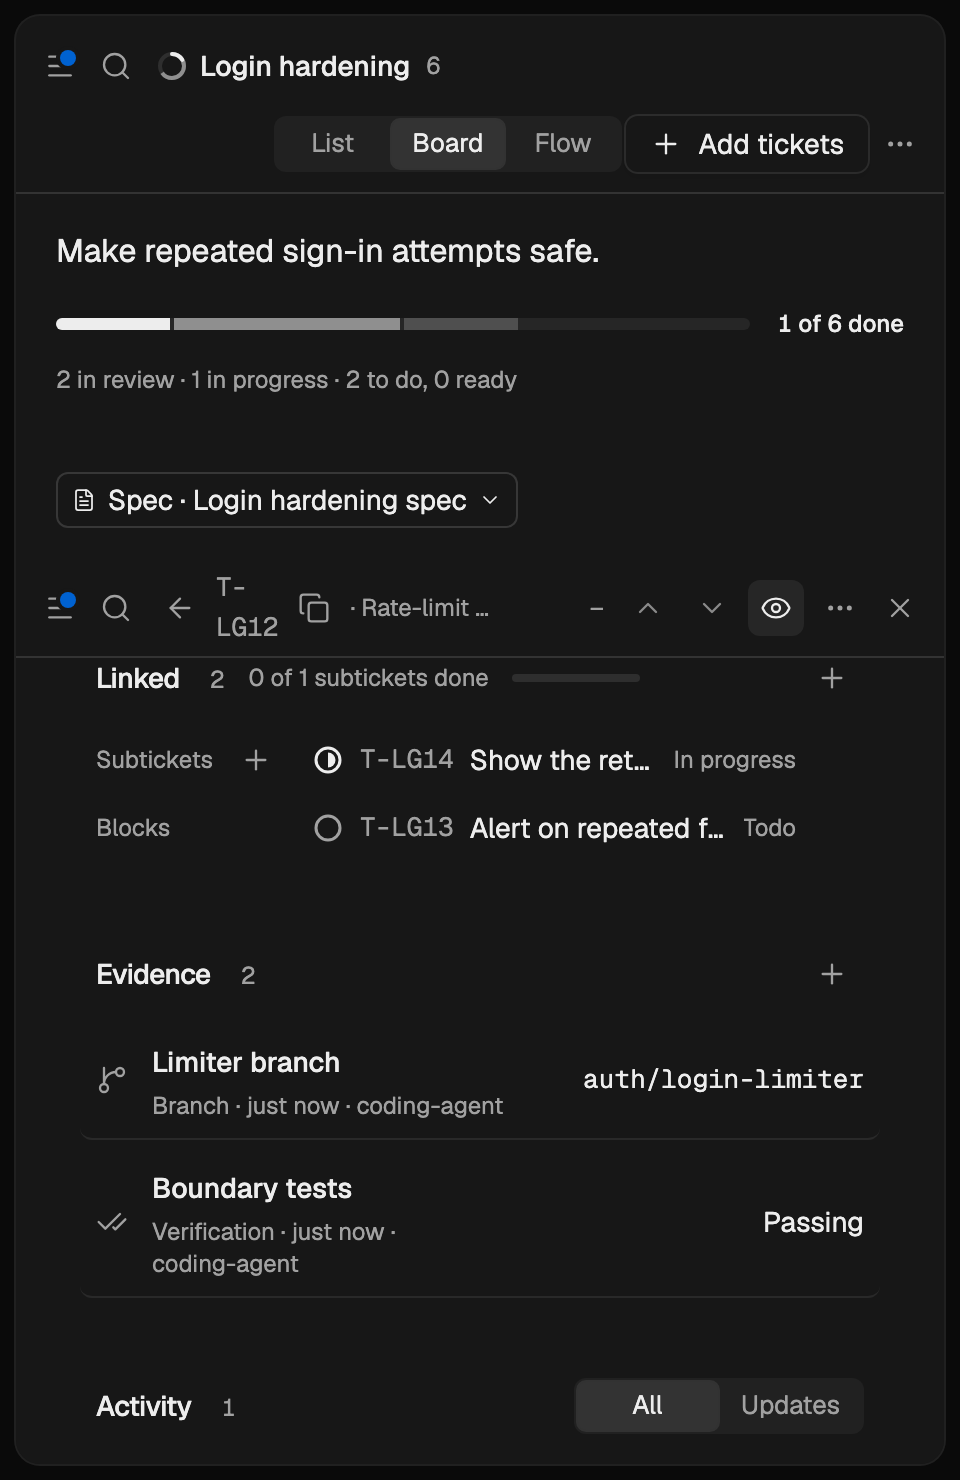 Login hardening 6
List Board Flow + Add tickets ...
Make repeated sign-in attempts safe.
1 of 6 done
2 in review · 1 in progress · 2 to do, 0 ready
Spec · Login hardening spec
T-
LG12
· Rate-limit ...
–
Linked 2 0 of 1 subtickets done
Subtickets T-LG14 Show the ret... In progress
Blocks T-LG13 Alert on repeated f... Todo
Evidence 2
Limiter branch
auth/login-limiter
Branch · just now · coding-agent
Boundary tests
Verification · just now ·
coding-agent
Passing
Activity 1 All Updates